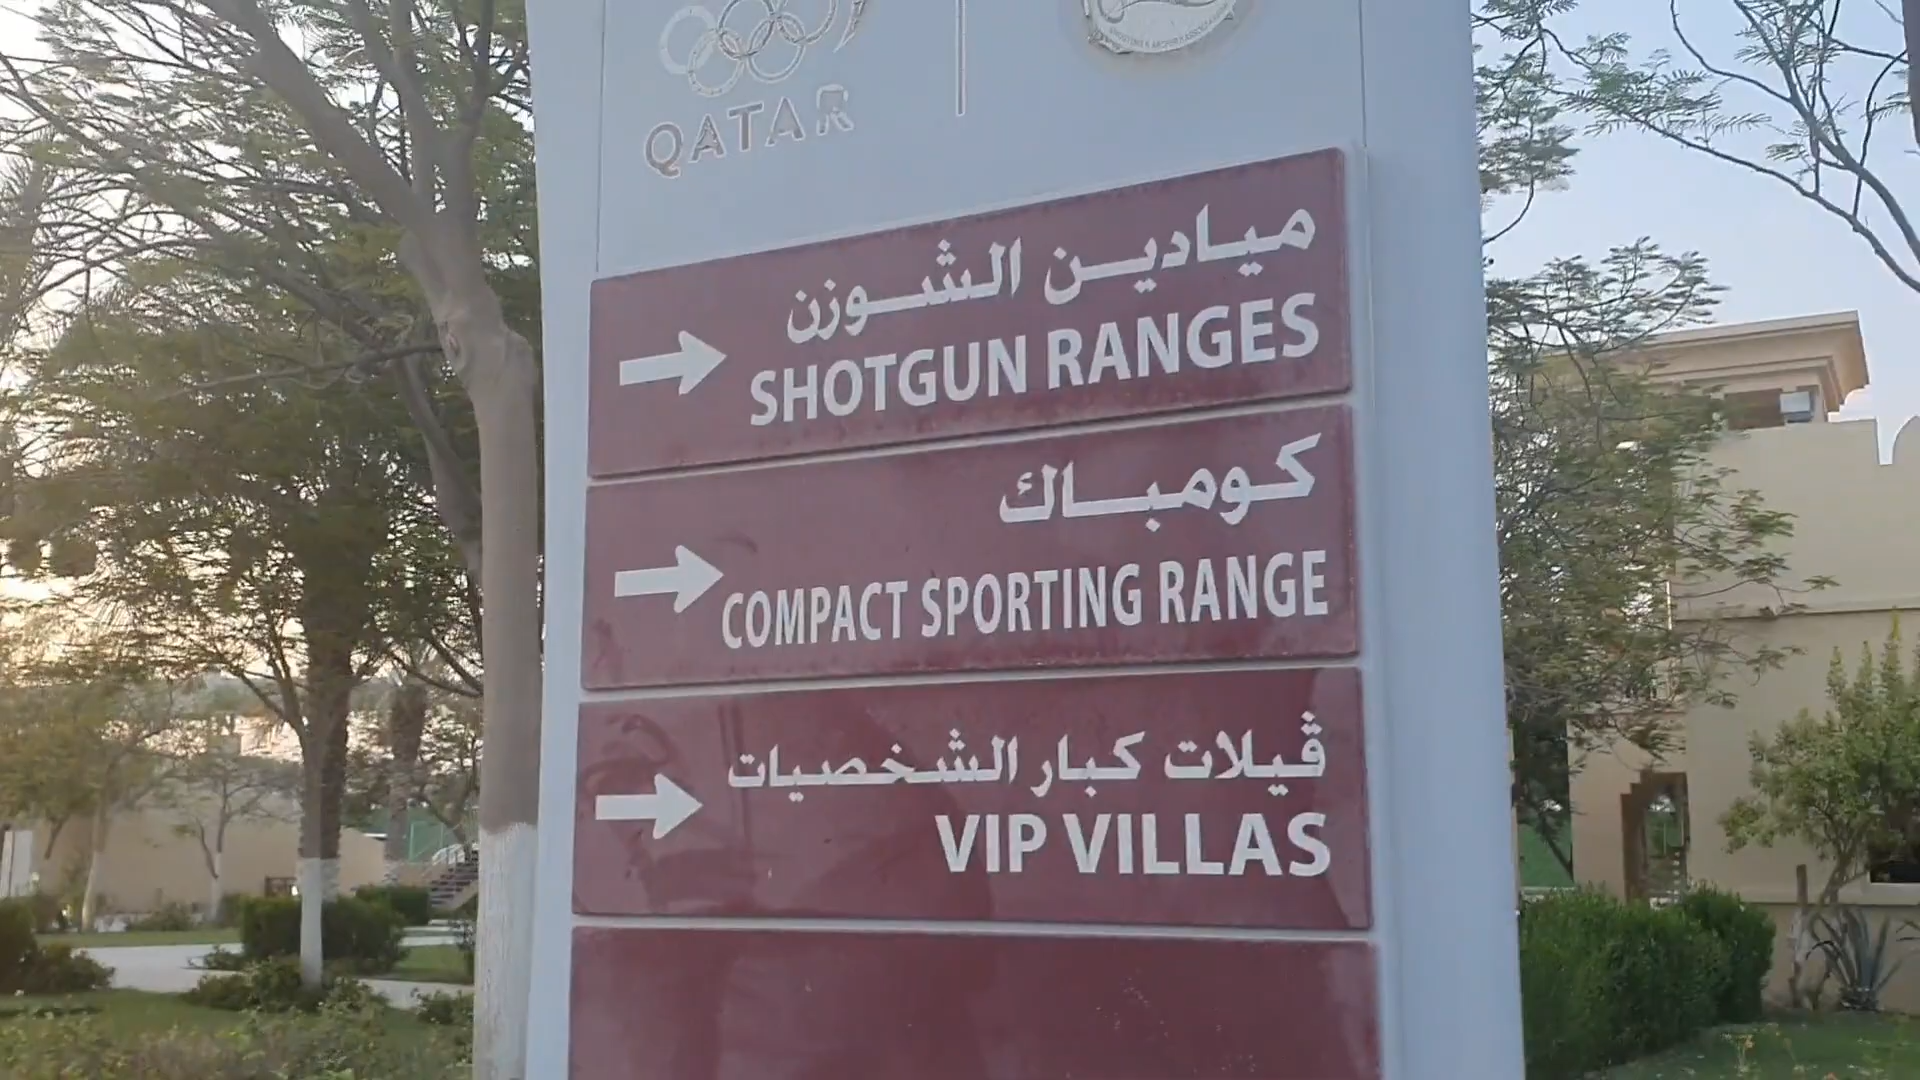 QATAR
ميادين الشوزن
SHOTGUN RANGES
كومباك
COMPACT SPORTING RANGE
ڤيلات كبار الشخصيات
VIP VILLAS